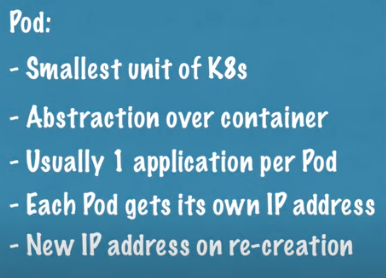 Pod:
- Smallest unit of K8s
- Abstraction over container
- Usually 1 application per Pod
- Each Pod gets its own IP address
- New IP address on re-creation